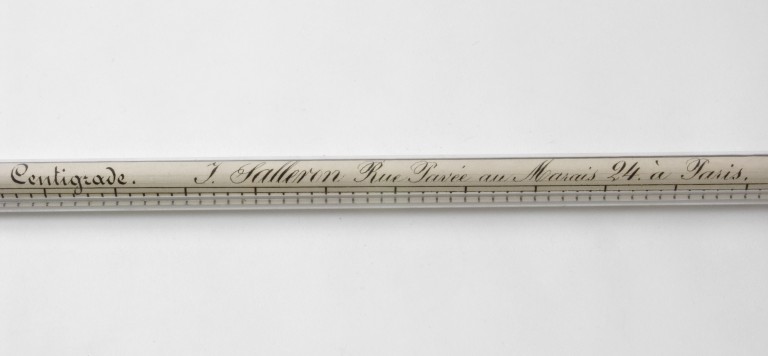 Centigrade. J. Salleron Rue Pavée au Marais 24. à Paris.